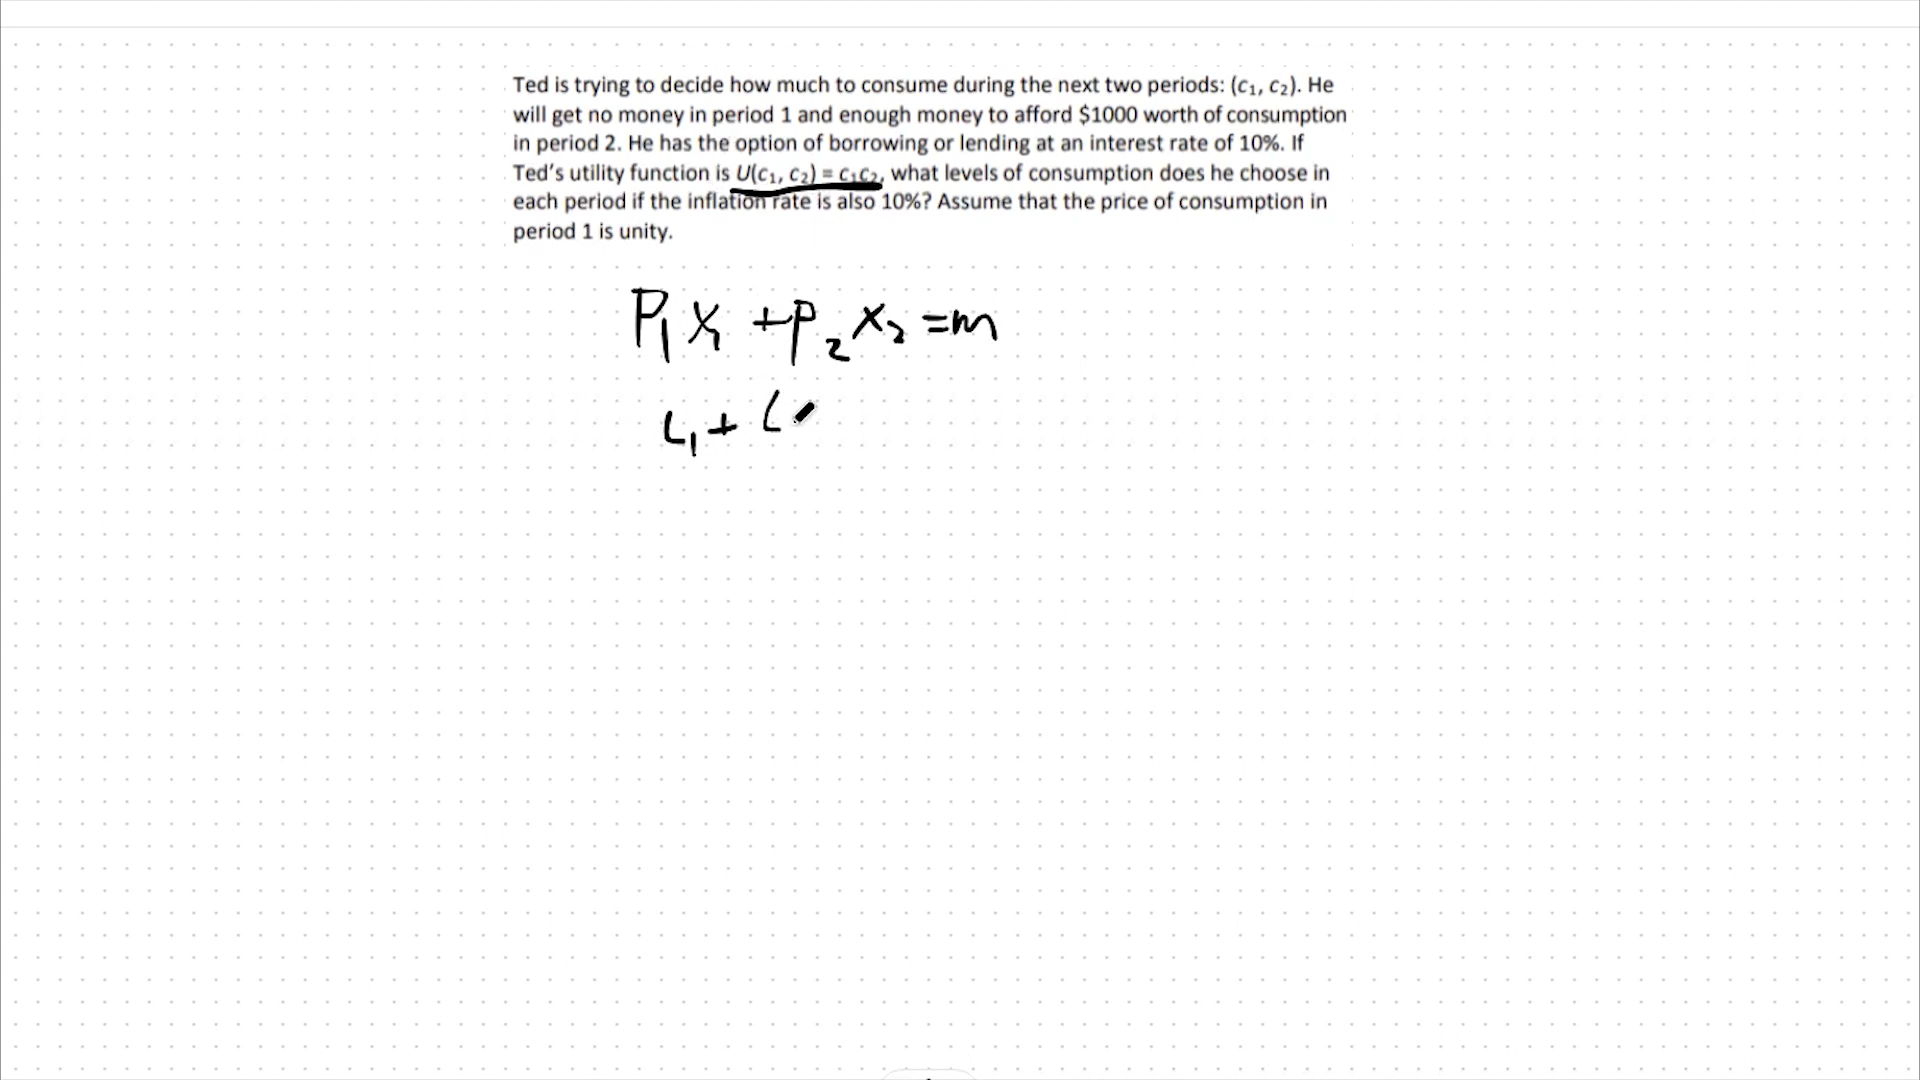 Ted is trying to decide how much to consume during the next two periods: (c₁, c₂). He
will get no money in period 1 and enough money to afford $1000 worth of consumption
in period 2. He has the option of borrowing or lending at an interest rate of 10%. If
Ted's utility function is U(c₁, c₂) = c₁c₂, what levels of consumption does he choose in
each period if the inflation rate is also 10%? Assume that the price of consumption in
period 1 is unity.
P₁ x₁ + P₂ x₂ = m
c₁ + (